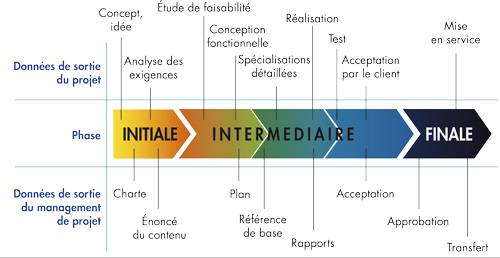 Concept,
idée
Étude de faisabilité
Réalisation
Mise
en service
Analyse des
exigences
Conception
fonctionnelle
Spécialisations
détaillées
Test
Acceptation
par le client
Données de sortie
du projet
Phase
INITIALE
INTERMEDIAIRE
FINALE
Données de sortie
du management
de projet
Charte
Énoncé
du contenu
Plan
Référence
de base
Rapports
Acceptation
Approbation
Transfert